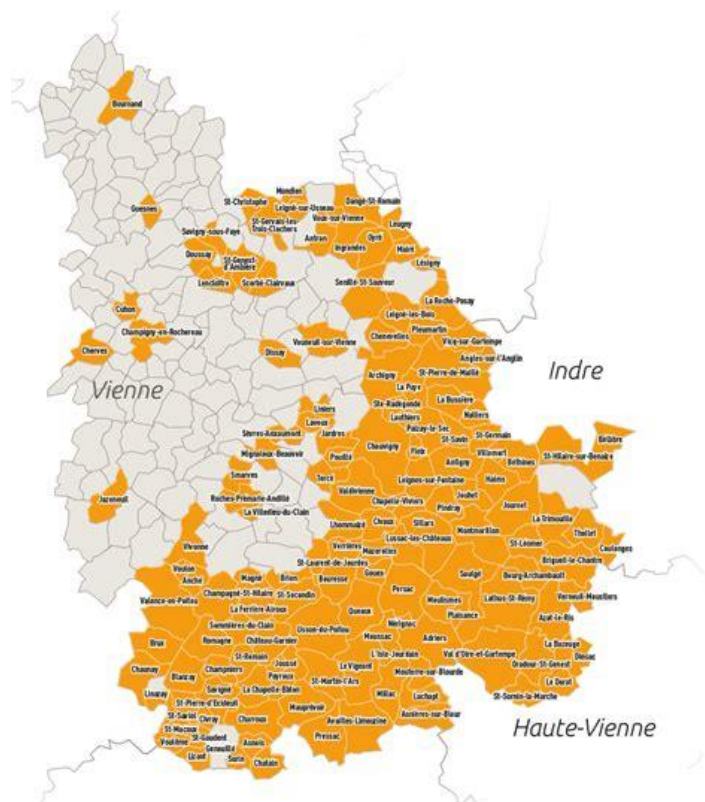 Bournand
Guesnes
St-Christophe
Mondion
Leigné-sur-Usseau
St-Gervais-les-
Trois-Clochers
Vaux-sur-Vienne
Dangé-St-Romain
Antran
Ingrandes
Oyré
Leugny
Mairé
Lésigny
Savigny-sous-Faye
Doussay
St-Genest-
d'Ambière
Lencloître
Scorbé-Clairvaux
Senillé-St-Sauveur
La Roche-Posay
Cuhon
Champigny-en-Rochereau
Cherves
Vouneuil-sur-Vienne
Dissay
Leigné-les-Bois
Chenevelles
Pleumartin
Vicq-sur-Gartempe
Angles-sur-l'Anglin
Archigny
St-Pierre-de-Maillé
La Puye
Vienne
Indre
Ste-Radégonde
La Bussière
Lauthiers
Nalliers
Paizay-le-Sec
Liniers
Lavoux
Sèvres-Anxaumont
Jardres
Mignaloux-Beauvoir
Pouillé
Chauvigny
Fleix
St-Savin
St-Germain
Villemort
Antigny
Béthines
St-Hilaire-sur-Benaize
Bélâbre
Smarves
Tercé
Roches-Prémarie-Andillé
La Villedieu-du-Clain
Valdivienne
Leignes-sur-Fontaine
Haims
Chapelle-Viviers
Jouhet
Pindray
Journet
La Trimouille
Jazeneuil
Lhommaizé
Civaux
Sillars
Lussac-les-Châteaux
Montmorillon
St-Léomer
Thollet
Coulonges
Brigueil-le-Chantre
Vivonne
Verrières
Mazerolles
St-Laurent-de-Jourdes
Voulon
Anché
Magné
Brion
Bouresse
Gouex
Saulgé
Bourg-Archambault
Valence-en-Poitou
Champagné-St-Hilaire
St-Secondin
Persac
Moulismes
Lathus-St-Rémy
Verneuil-Moustiers
La Ferrière-Airoux
Queaux
Plaisance
Azat-le-Ris
Sommières-du-Clain
Usson-du-Poitou
Nérignac
Brux
Romagne
Château-Garnier
Moussac
Adriers
La Bazeuge
St-Romain
L'Isle-Jourdain
Val d'Oire-et-Gartempe
Dinsac
Oradour-St-Genest
Chaunay
Champniers
Joussé
Le Vigeant
Blanzay
Payroux
Mouterre-sur-Blourde
Le Dorat
Linazay
Savigné
La Chapelle-Bâton
St-Martin-l'Ars
St-Sornin-la-Marche
St-Pierre-d'Exideuil
Mauprévoir
Millac
Luchapt
St-Saviol
Civray
Charroux
Availles-Limouzine
Asnières-sur-Blour
St-Macoux
St-Gaudent
Voulême
Genouillé
Asnois
Pressac
Lizant
Surin
Chatain
Haute-Vienne